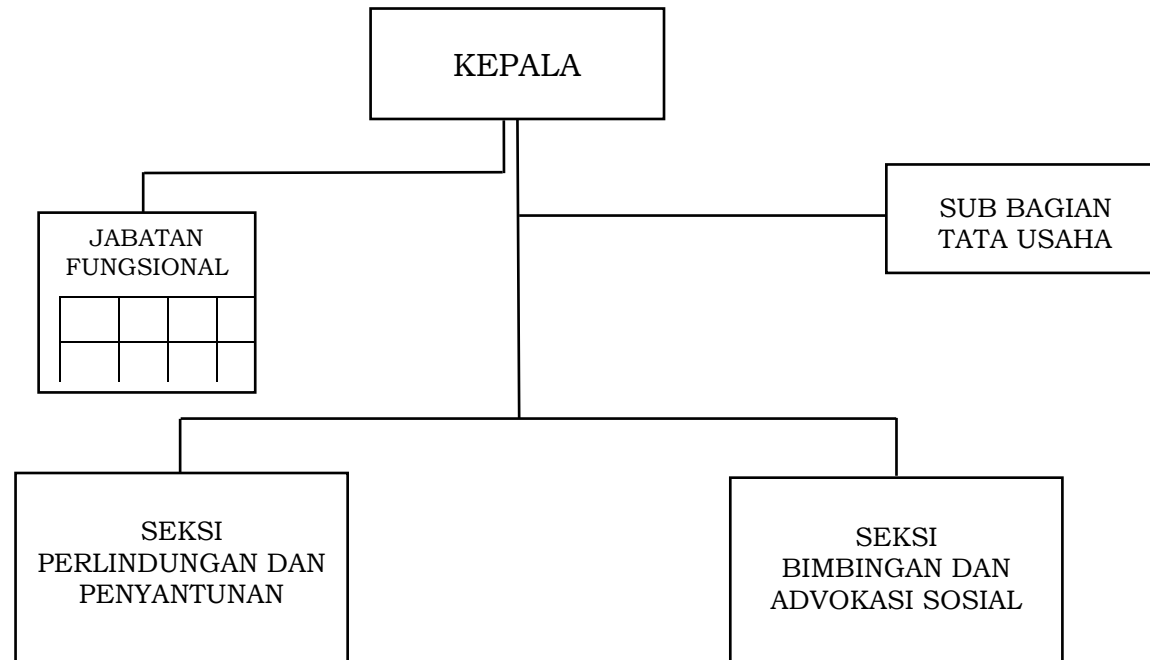 KEPALA
SUB BAGIAN
TATA USAHA
JABATAN
FUNGSIONAL
SEKSI
PERLINDUNGAN DAN
PENYANTUNAN
SEKSI
BIMBINGAN DAN
ADVOKASI SOSIAL